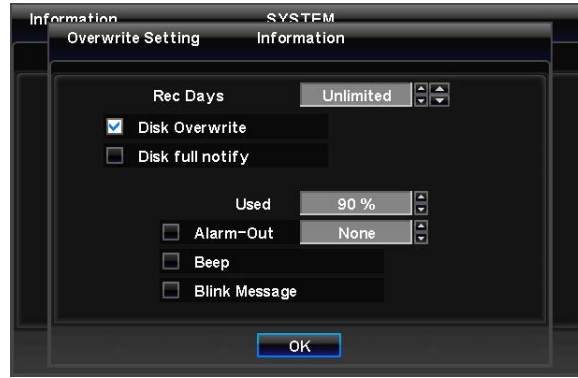 Information SYSTEM
Overwrite Setting Information
Rec Days Unlimited
Disk Overwrite
Disk full notify
Used 90 %
Alarm-Out None
Beep
Blink Message
OK